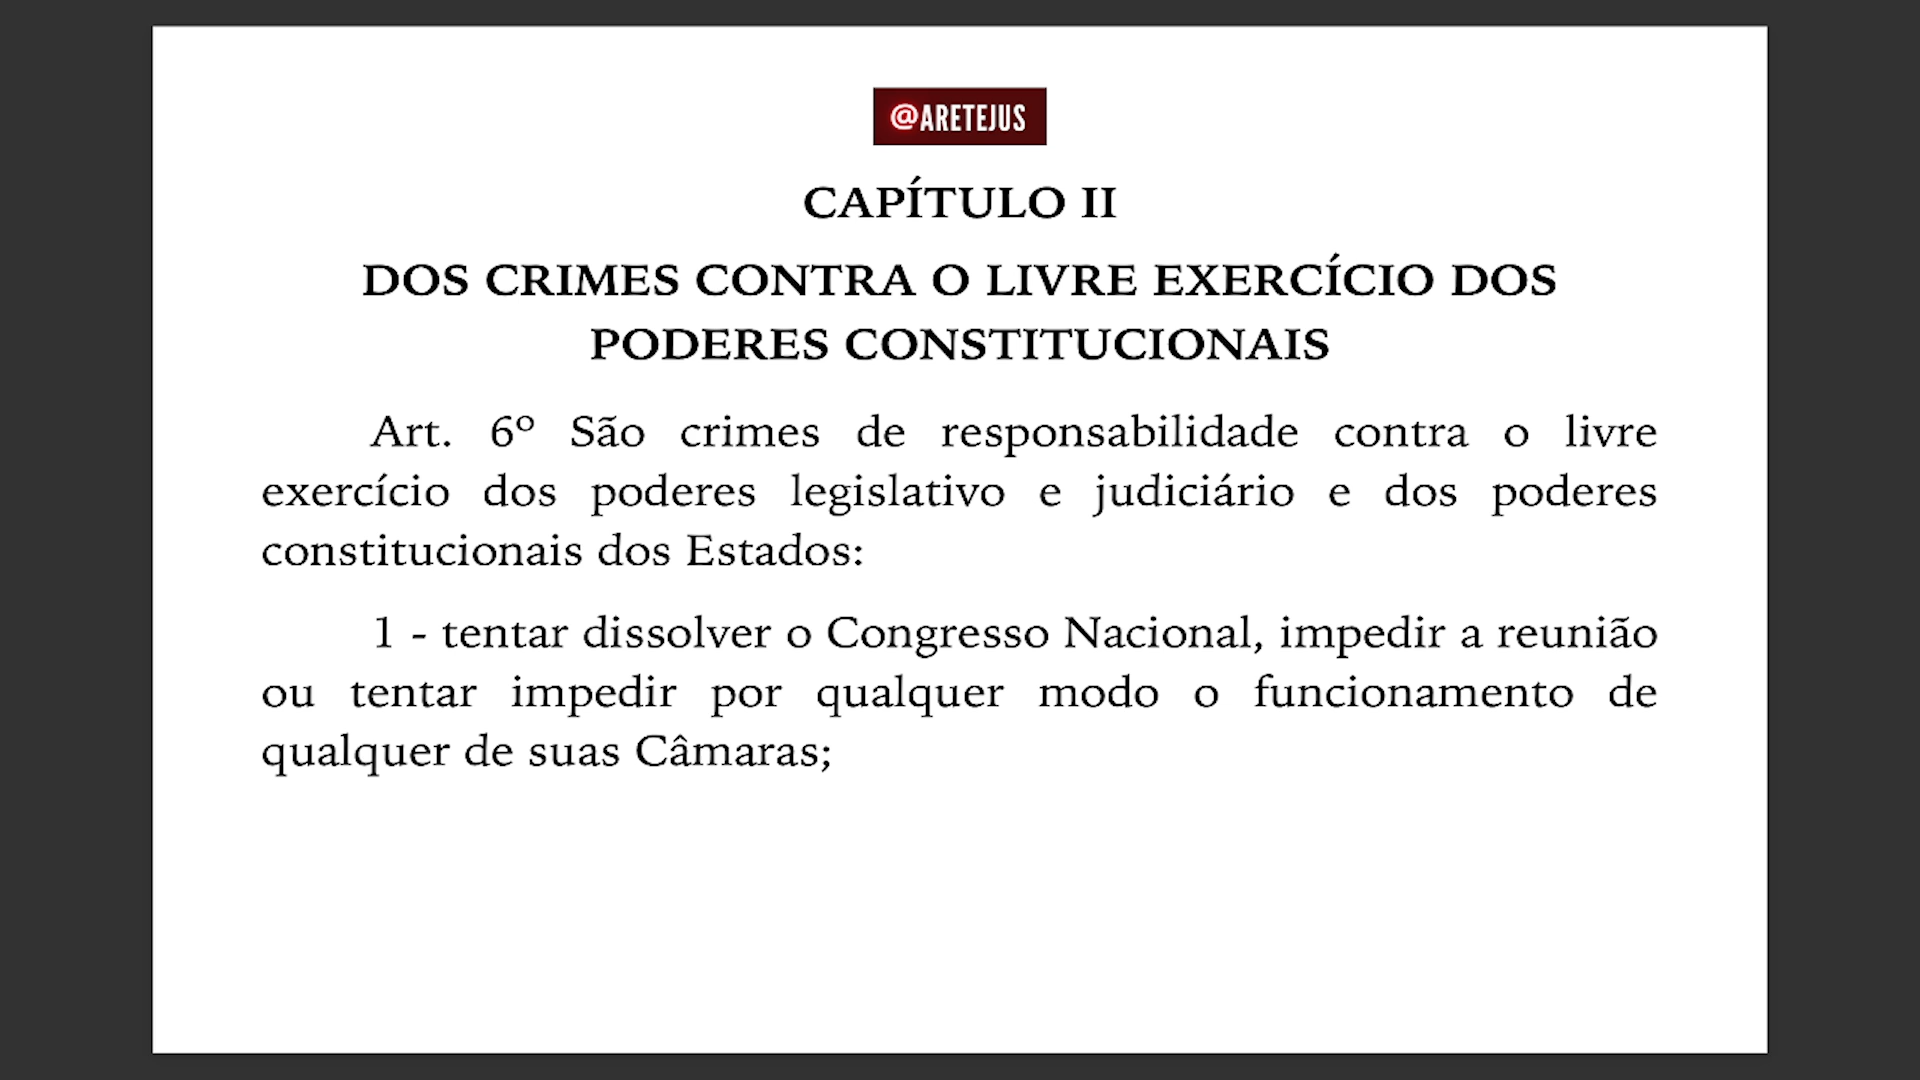 @ARETEJUS
CAPÍTULO II
DOS CRIMES CONTRA O LIVRE EXERCÍCIO DOS
PODERES CONSTITUCIONAIS
Art. 6º São crimes de responsabilidade contra o livre
exercício dos poderes legislativo e judiciário e dos poderes
constitucionais dos Estados:
1 - tentar dissolver o Congresso Nacional, impedir a reunião
ou tentar impedir por qualquer modo o funcionamento de
qualquer de suas Câmaras;